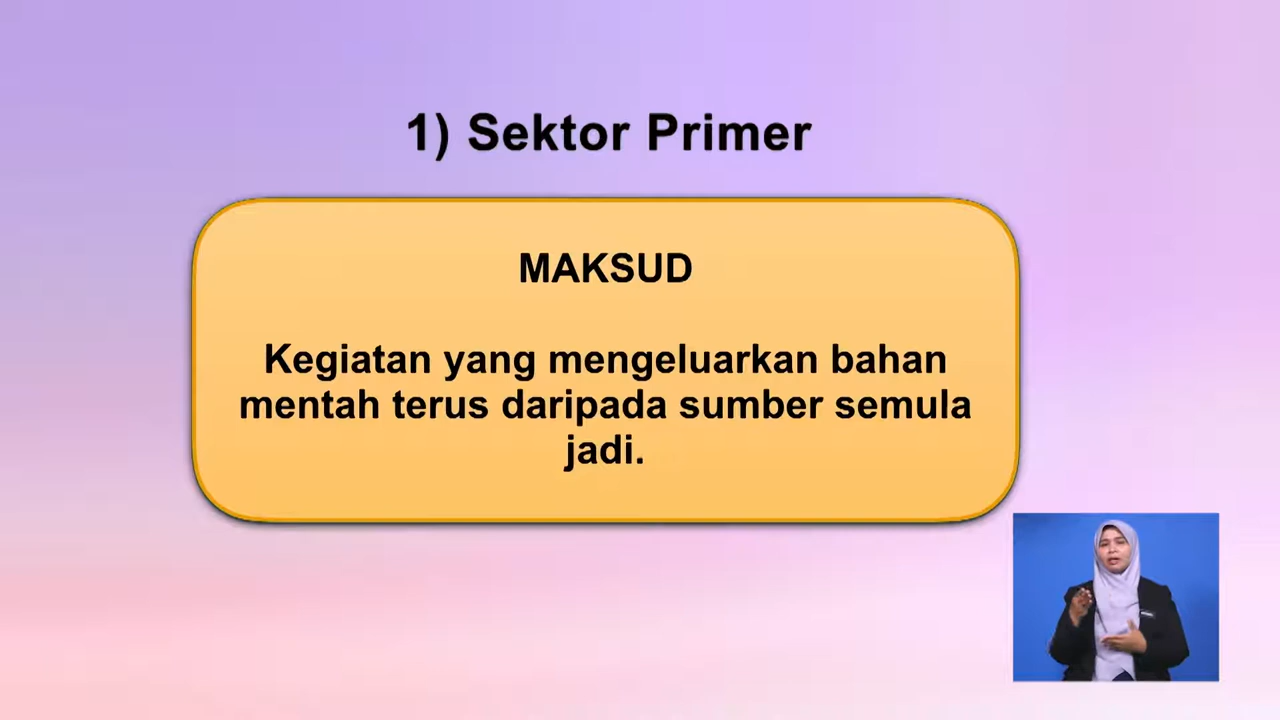 1) Sektor Primer
MAKSUD
Kegiatan yang mengeluarkan bahan
mentah terus daripada sumber semula
jadi.